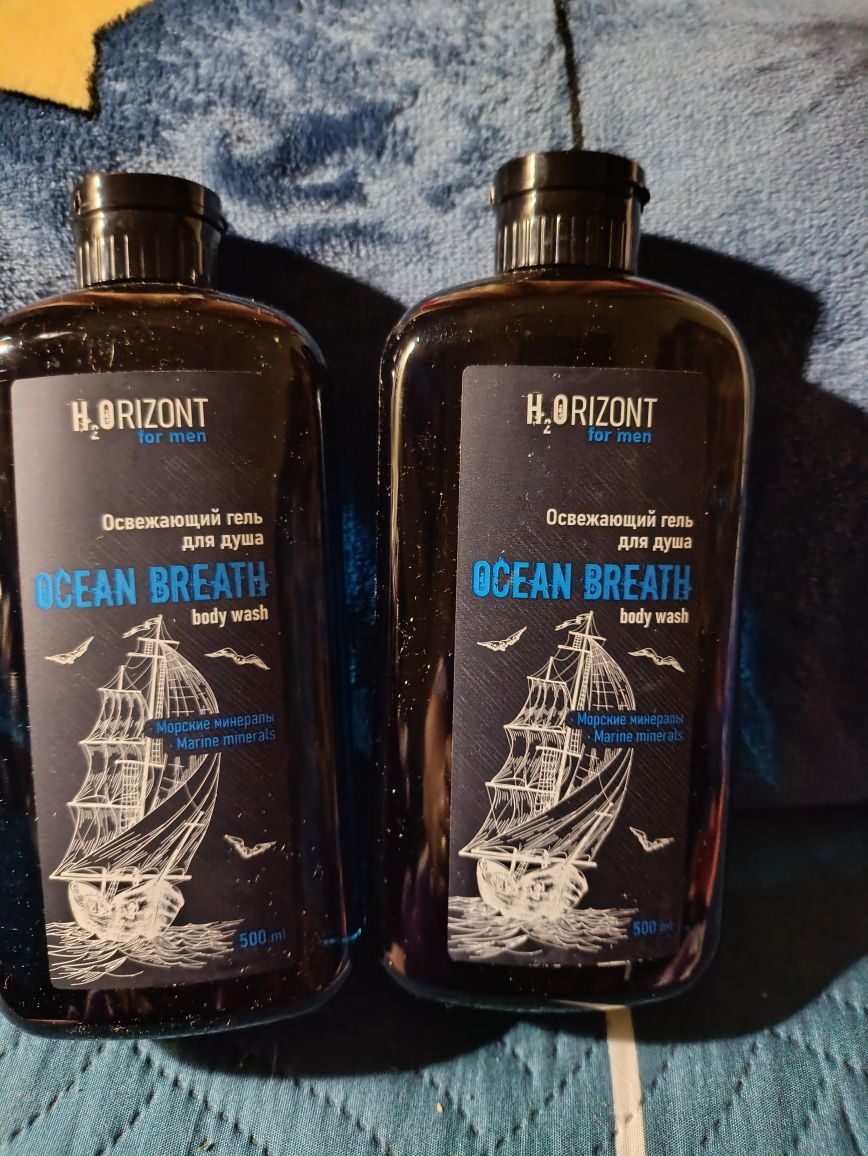 H₂ORIZONT
for men
Освежающий гель
для душа
OCEAN BREATH
body wash
· Морские минералы
· Marine minerals
500 ml
H₂ORIZONT
for men
Освежающий гель
для душа
OCEAN BREATH
body wash
· Морские минералы
· Marine minerals
500 ml